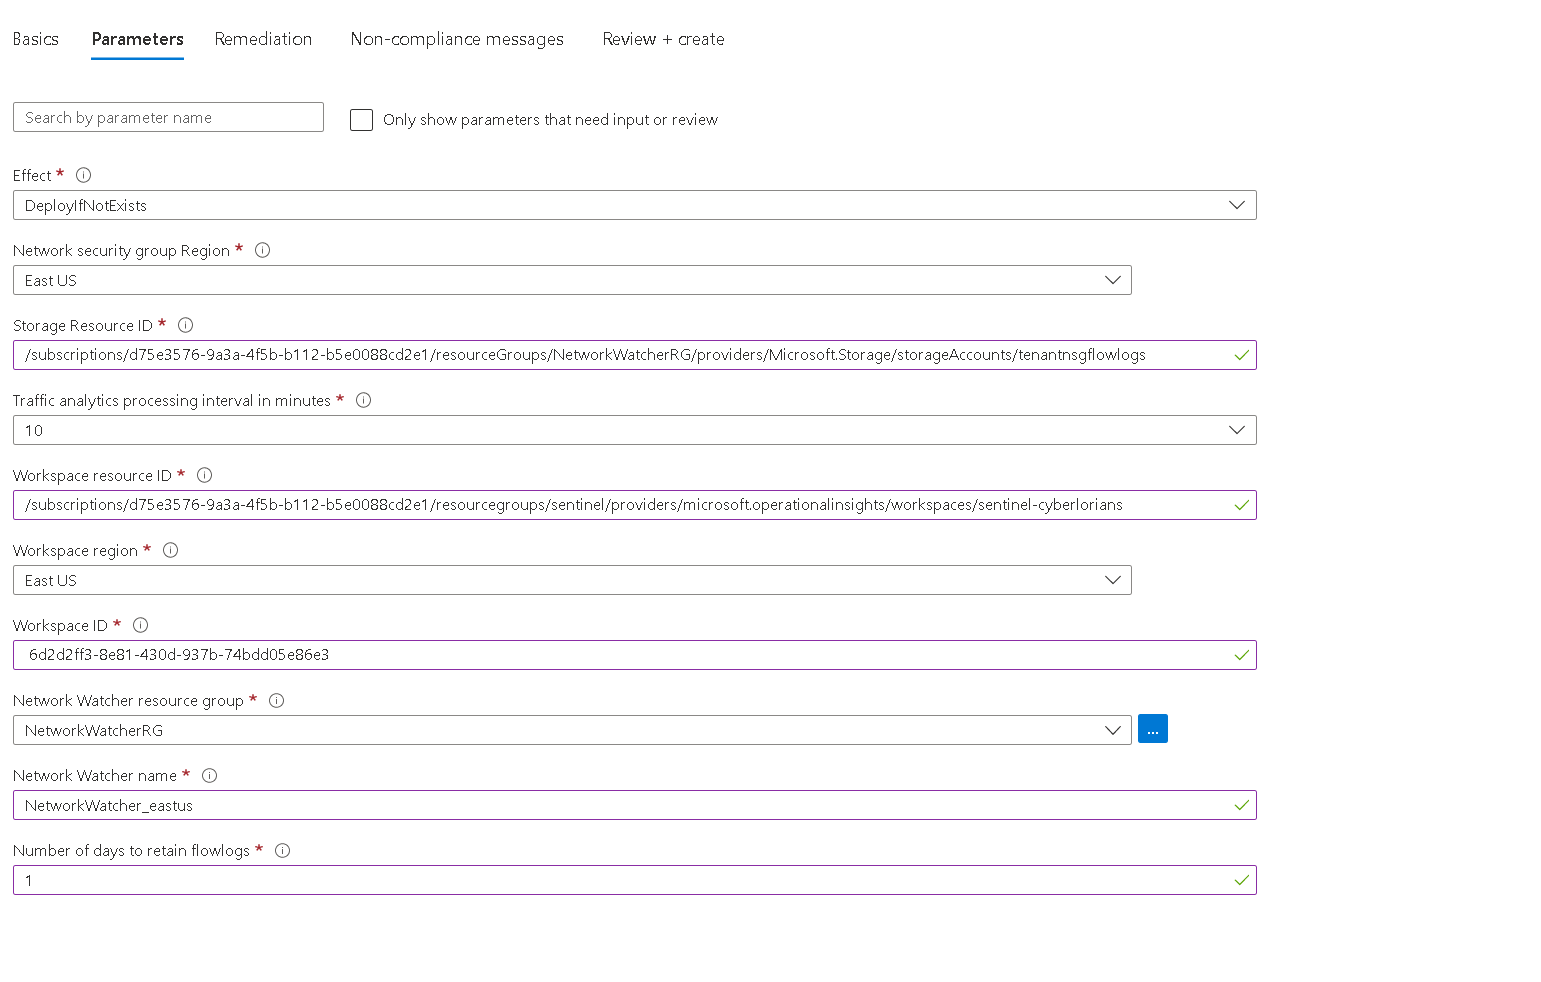 Basics Parameters Remediation Non-compliance messages Review + create
Search by parameter name Only show parameters that need input or review
Effect *
DeployIfNotExists
Network security group Region *
East US
Storage Resource ID *
/subscriptions/d75e3576-9a3a-4f5b-b112-b5e0088cd2e1/resourceGroups/NetworkWatcherRG/providers/Microsoft.Storage/storageAccounts/tenantnsgflowlogs
Traffic analytics processing interval in minutes *
10
Workspace resource ID *
/subscriptions/d75e3576-9a3a-4f5b-b112-b5e0088cd2e1/resourcegroups/sentinel/providers/microsoft.operationalinsights/workspaces/sentinel-cyberlorians
Workspace region *
East US
Workspace ID *
6d2d2ff3-8e81-430d-937b-74bdd05e86e3
Network Watcher resource group *
NetworkWatcherRG ...
Network Watcher name *
NetworkWatcher_eastus
Number of days to retain flowlogs *
1